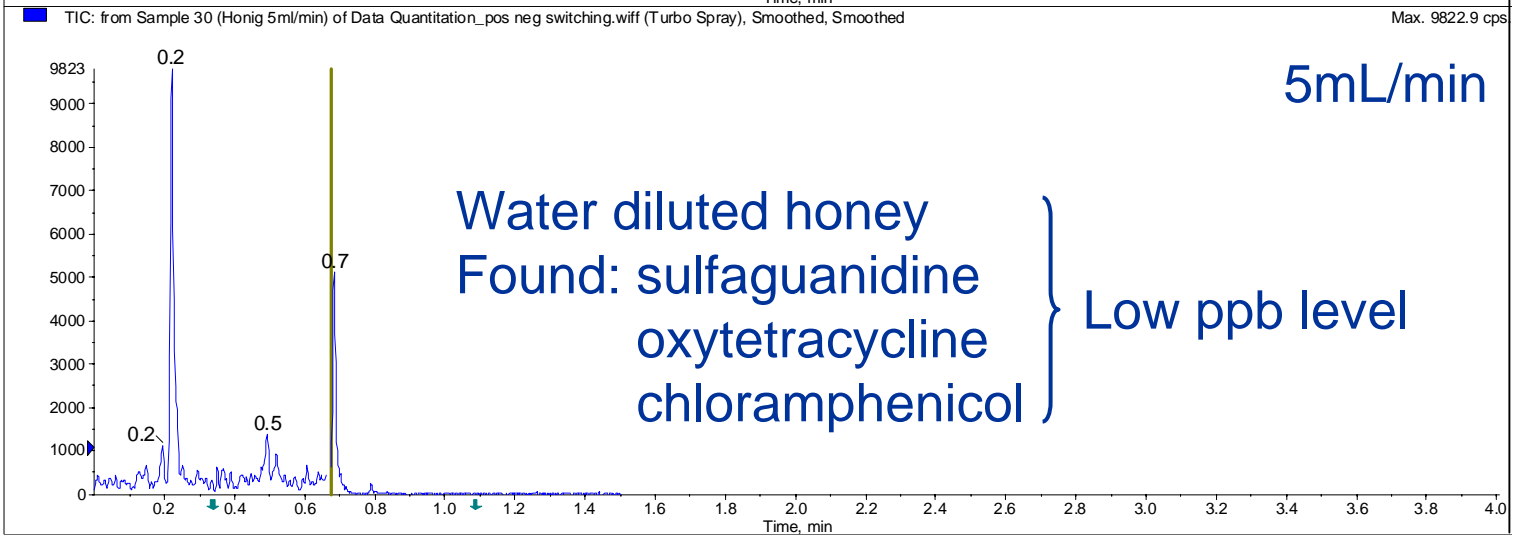 Time, min
TIC: from Sample 30 (Honig 5ml/min) of Data Quantitation_pos neg switching.wiff (Turbo Spray), Smoothed, Smoothed
Max. 9822.9 cps.
5mL/min
Water diluted honey
Found: sulfaguanidine
oxytetracycline
chloramphenicol
Low ppb level
9823
9000
8000
7000
6000
5000
4000
3000
2000
1000
0
0.2
0.2
0.5
0.7
0.2 0.4 0.6 0.8 1.0 1.2 1.4 1.6 1.8 2.0 2.2 2.4 2.6 2.8 3.0 3.2 3.4 3.6 3.8 4.0
Time, min